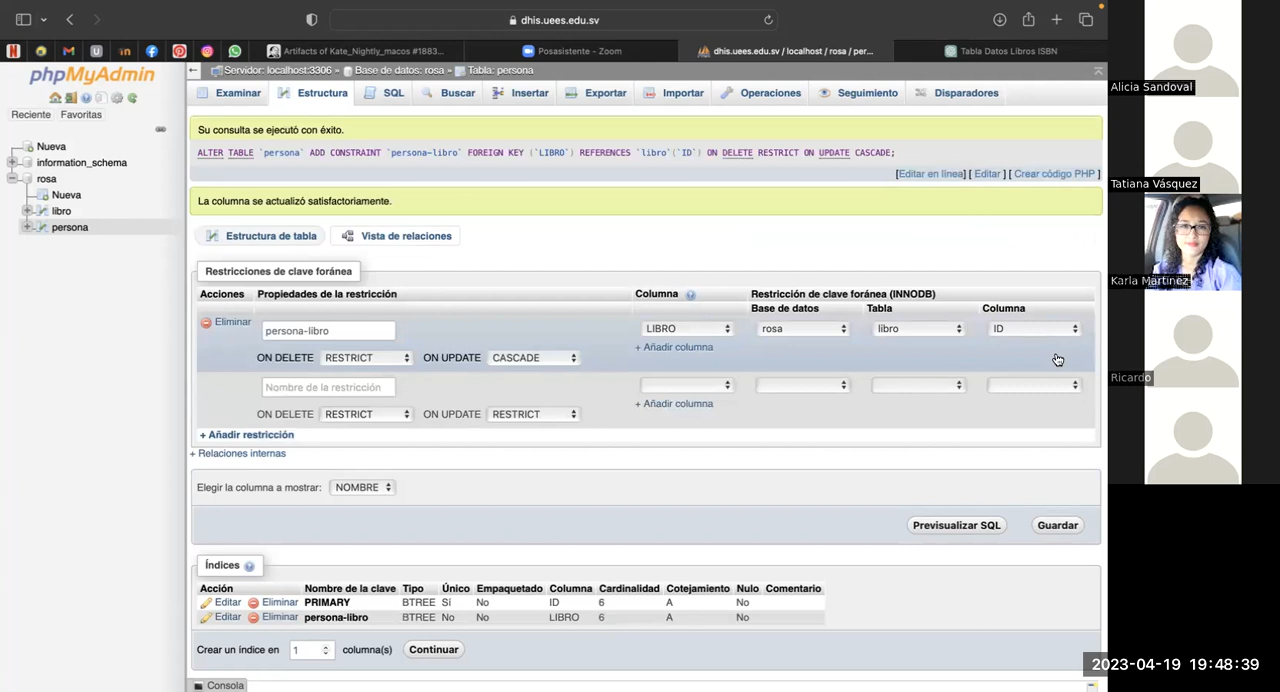 dhis.uees.edu.sv
Artifacts of Kate_Nightly_macos #1883...
Posasistente - Zoom
dhis.uees.edu.sv / localhost / rosa / per...
Tabla Datos Libros ISBN
phpMyAdmin
Reciente Favoritas
Nueva
information_schema
rosa
Nueva
libro
persona
Servidor: localhost:3306 » Base de datos: rosa » Tabla: persona
Examinar Estructura SQL Buscar Insertar Exportar Importar Operaciones Seguimiento Disparadores
Su consulta se ejecutó con éxito.
ALTER TABLE `persona` ADD CONSTRAINT `persona-libro` FOREIGN KEY (`LIBRO`) REFERENCES `libro`(`ID`) ON DELETE RESTRICT ON UPDATE CASCADE;
[Editar en línea] [ Editar ] [ Crear código PHP ]
La columna se actualizó satisfactoriamente.
Estructura de tabla Vista de relaciones
Restricciones de clave foránea
Acciones Propiedades de la restricción Columna Restricción de clave foránea (INNODB)
Base de datos Tabla Columna
Eliminar persona-libro LIBRO rosa libro ID
+ Añadir columna
ON DELETE RESTRICT ON UPDATE CASCADE
Nombre de la restricción
+ Añadir columna
ON DELETE RESTRICT ON UPDATE RESTRICT
+ Añadir restricción
+ Relaciones internas
Elegir la columna a mostrar: NOMBRE
Previsualizar SQL Guardar
Índices
Acción Nombre de la clave Tipo Único Empaquetado Columna Cardinalidad Cotejamiento Nulo Comentario
Editar Eliminar PRIMARY BTREE Sí No ID 6 A No
Editar Eliminar persona-libro BTREE No No LIBRO 6 A No
Crear un índice en 1 columna(s) Continuar
Consola
Alicia Sandoval
Tatiana Vásquez
Karla Martinez
Ricardo
2023-04-19 19:48:39